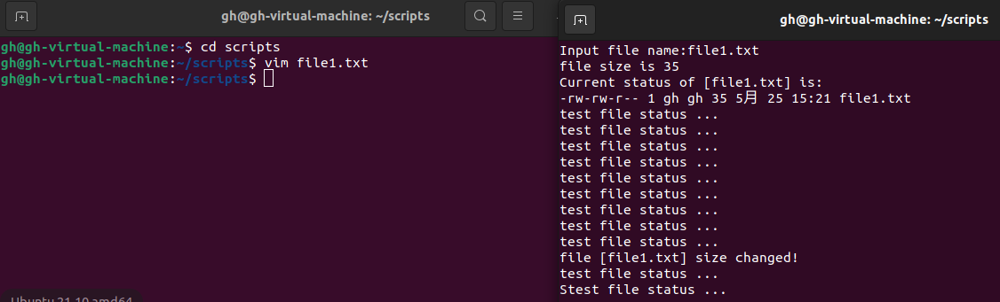 gh@gh-virtual-machine: ~/scripts
gh@gh-virtual-machine:~$ cd scripts
gh@gh-virtual-machine:~/scripts$ vim file1.txt
gh@gh-virtual-machine:~/scripts$
Ubuntu 21.10 amd64
gh@gh-virtual-machine: ~/scripts
Input file name:file1.txt
file size is 35
Current status of [file1.txt] is:
-rw-rw-r-- 1 gh gh 35 5月 25 15:21 file1.txt
test file status ...
test file status ...
test file status ...
test file status ...
test file status ...
test file status ...
test file status ...
test file status ...
test file status ...
file [file1.txt] size changed!
test file status ...
Stest file status ...